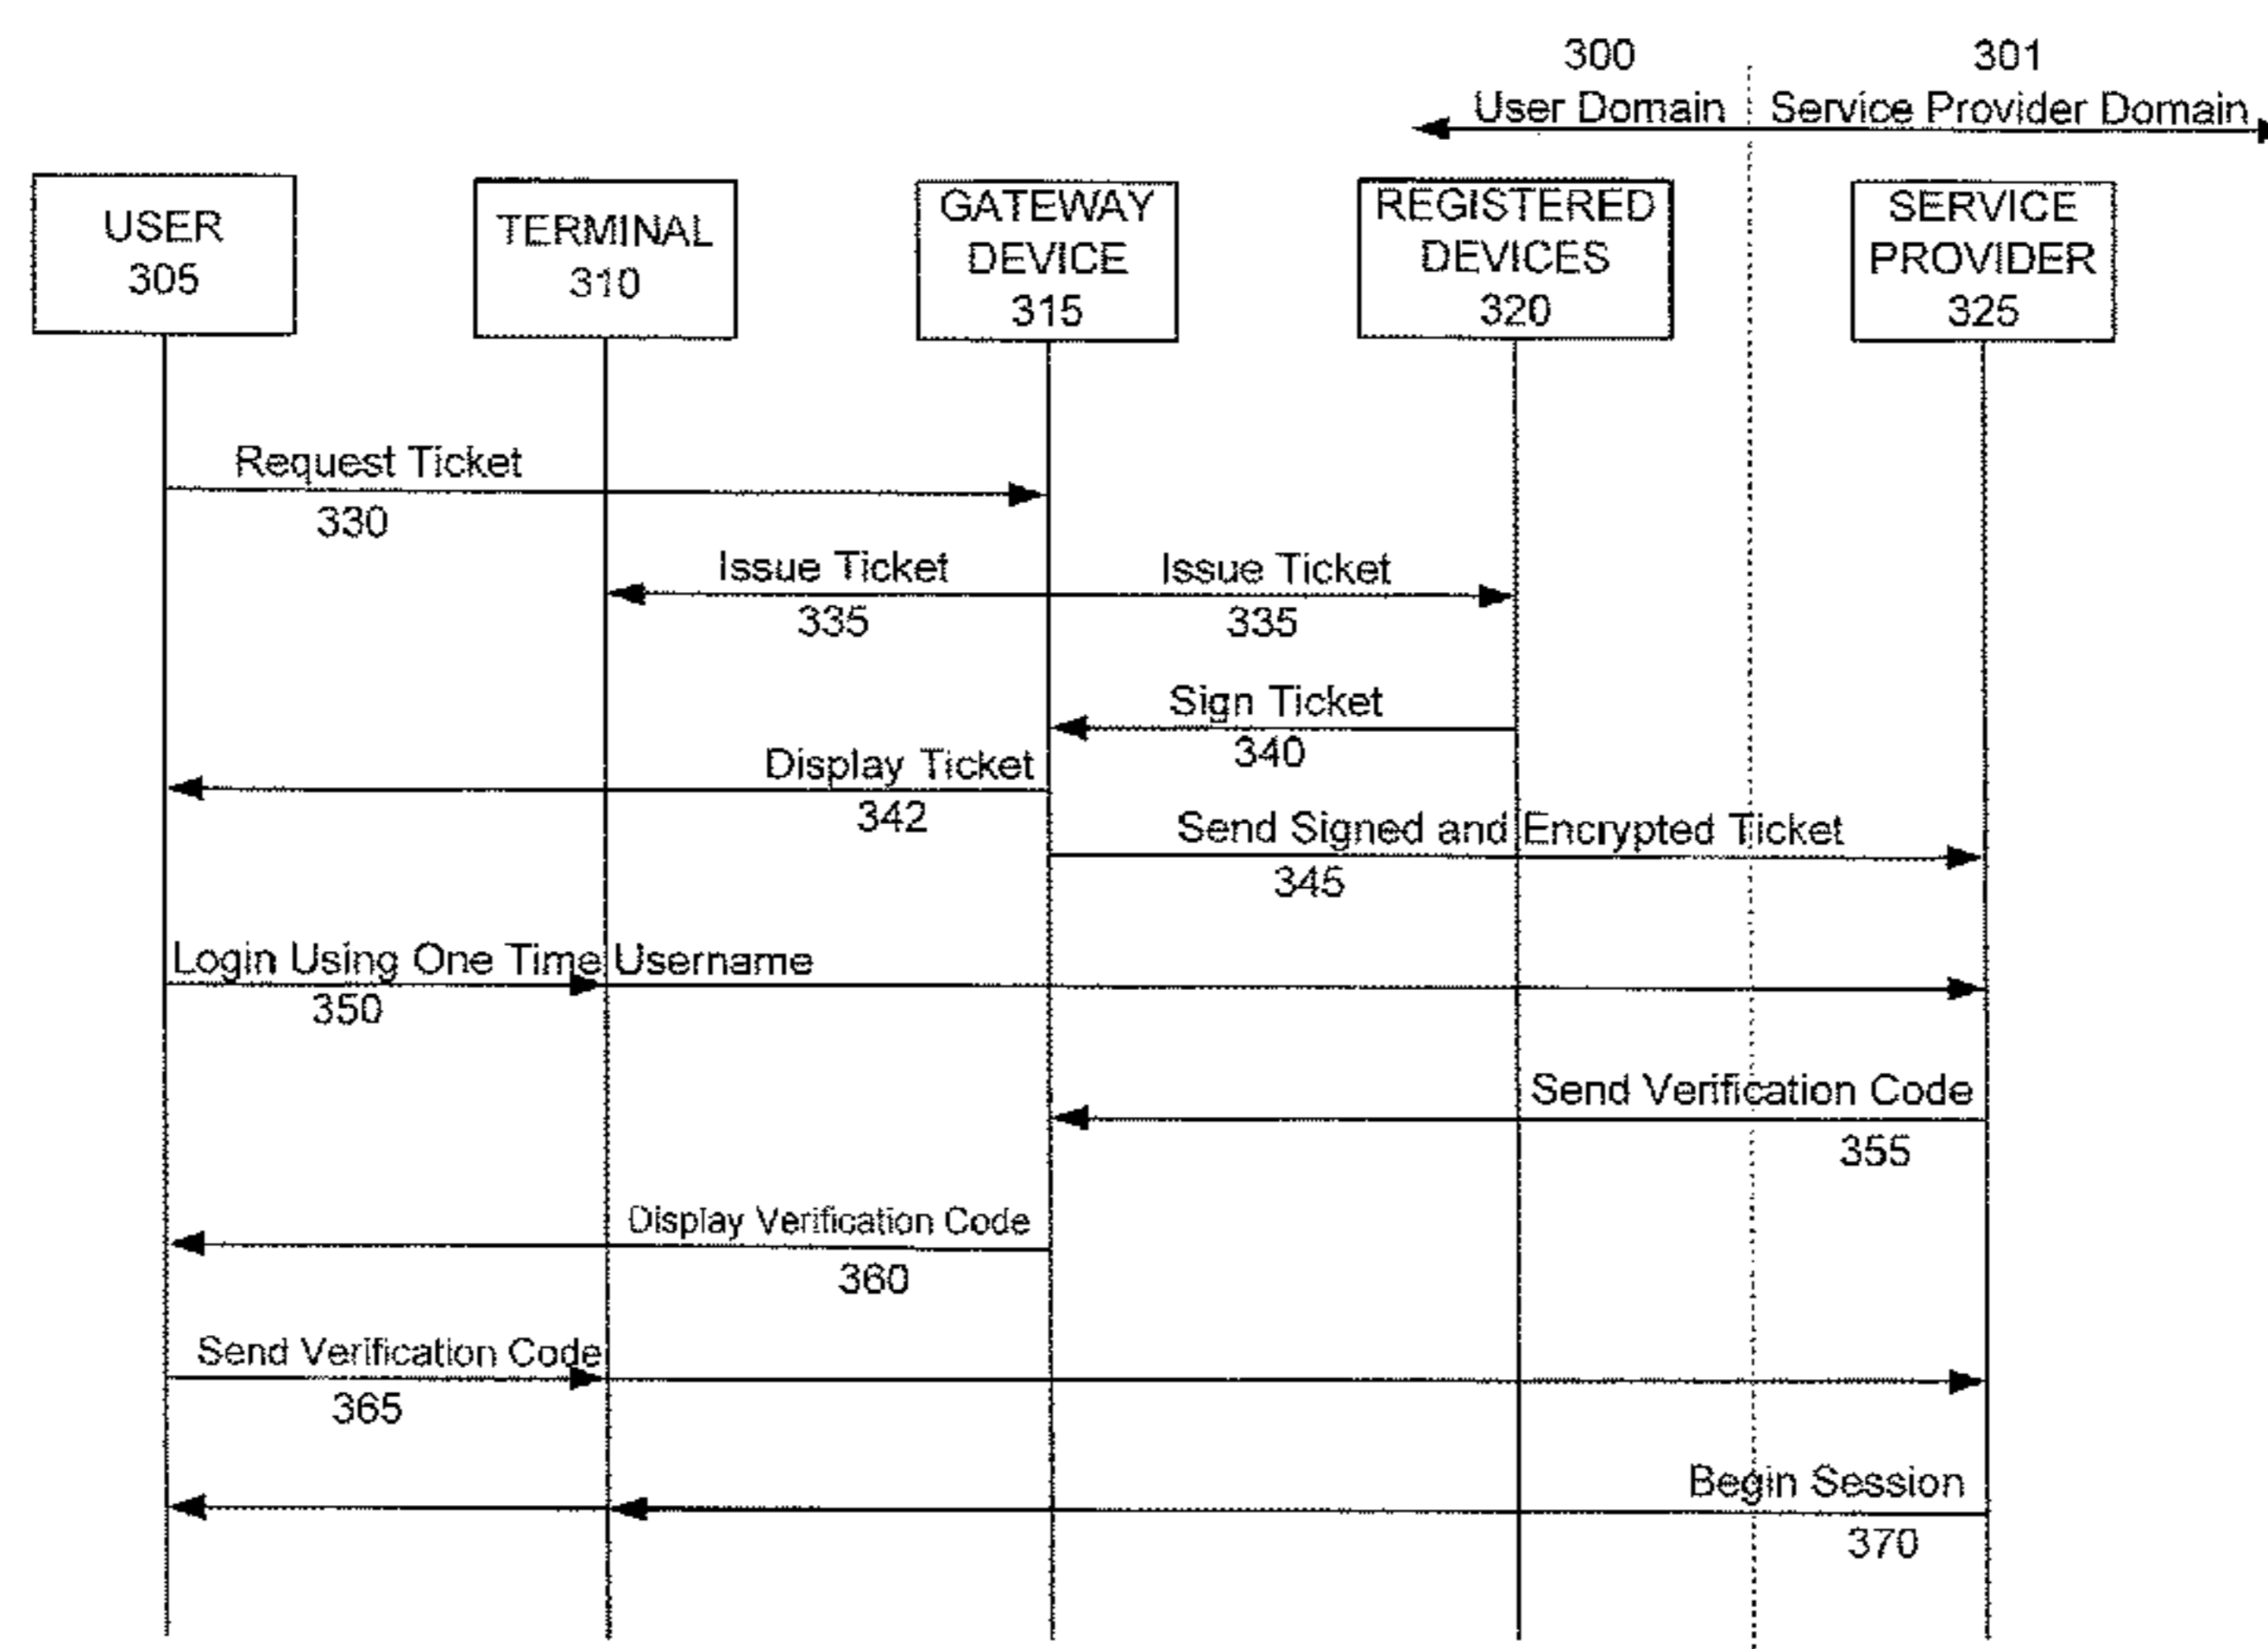 300
301
User Domain
Service Provider Domain
USER
305
TERMINAL
310
GATEWAY
DEVICE
315
REGISTERED
DEVICES
320
SERVICE
PROVIDER
325
Request Ticket
330
Issue Ticket
335
Issue Ticket
335
Sign Ticket
340
Display Ticket
342
Send Signed and Encrypted Ticket
345
Login Using One Time Username
350
Send Verification Code
355
Display Verification Code
360
Send Verification Code
365
Begin Session
370